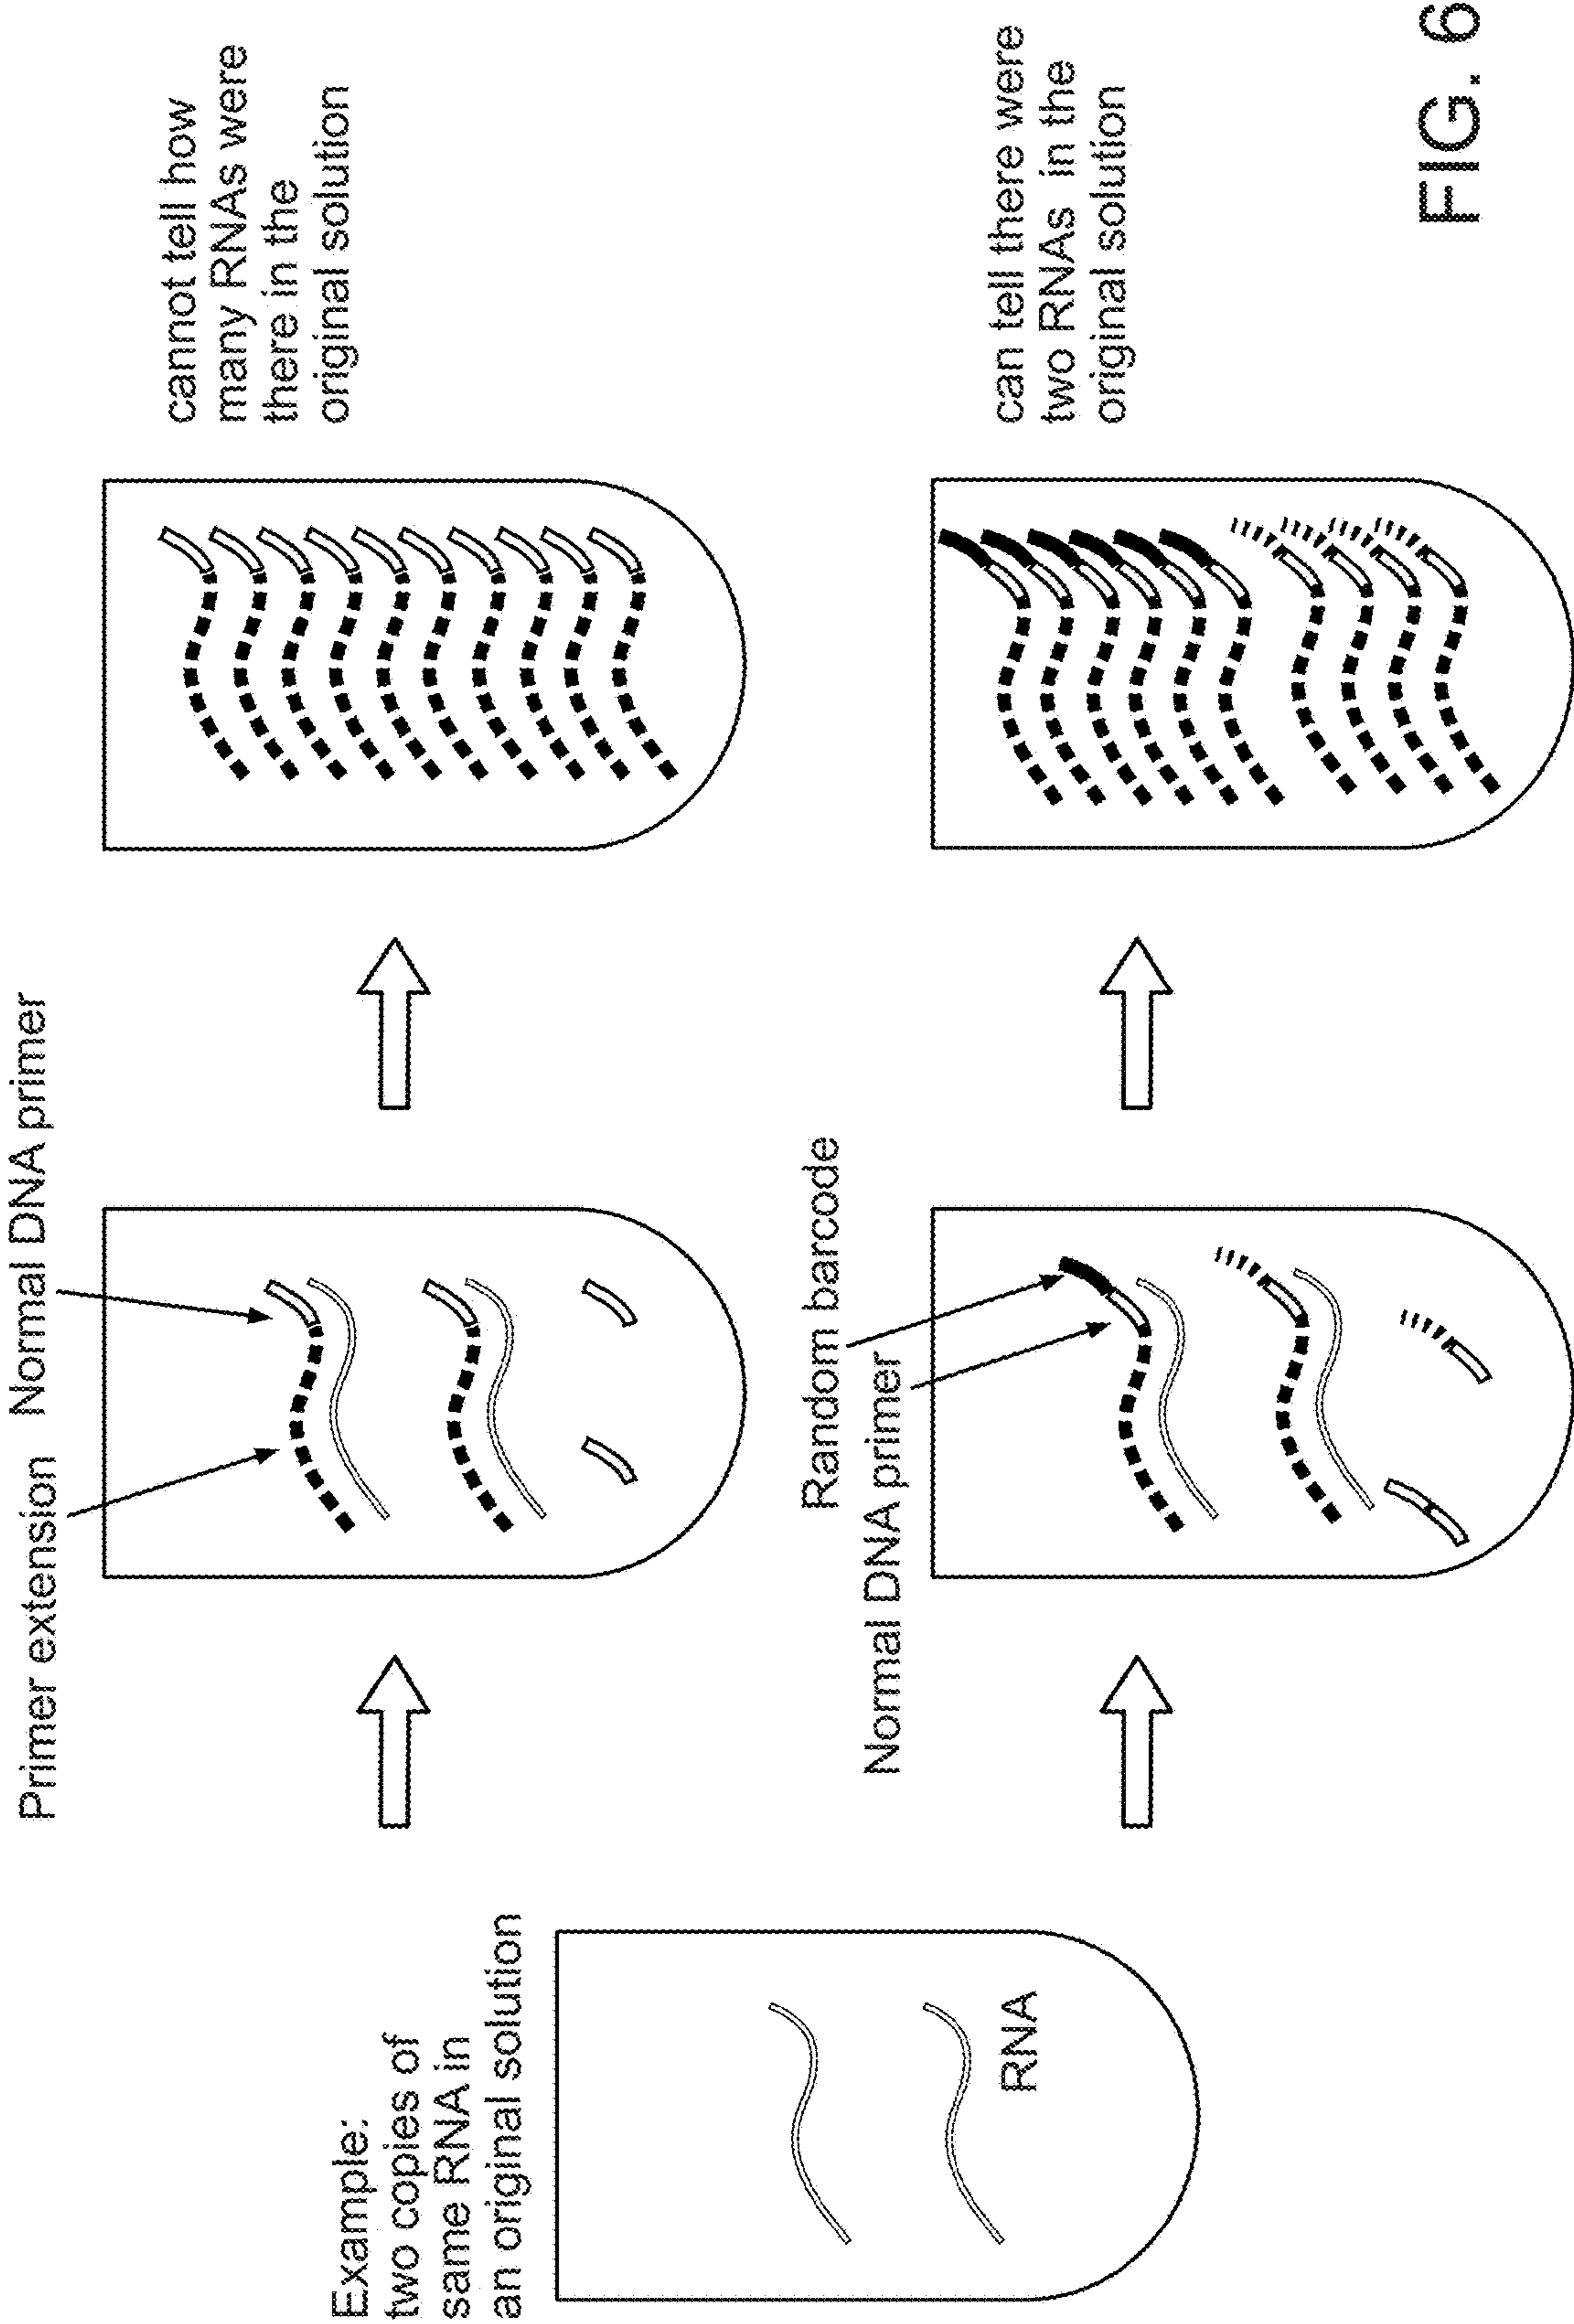 Example:
two copies of
same RNA in
an original solution
RNA
Primer extension
Normal DNA primer
cannot tell how
many RNAs were
there in the
original solution
Random barcode
Normal DNA primer
can tell there were
two RNAs in the
original solution
FIG. 6